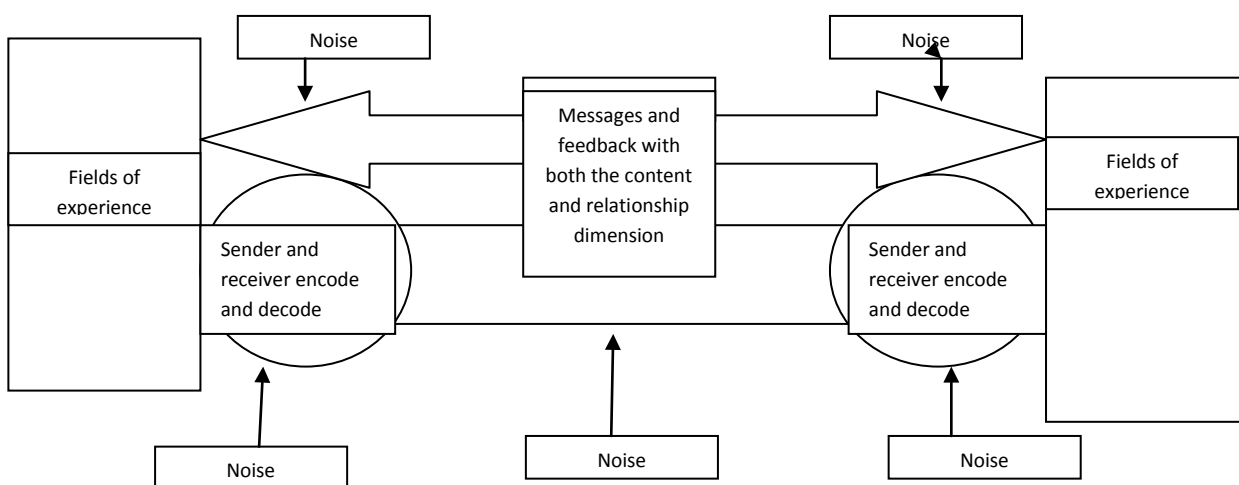 Noise
Noise
Messages and
feedback with
both the content
and relationship
dimension
Fields of
experience
Fields of
experience
Sender and
receiver encode
and decode
Sender and
receiver encode
and decode
Noise
Noise
Noise